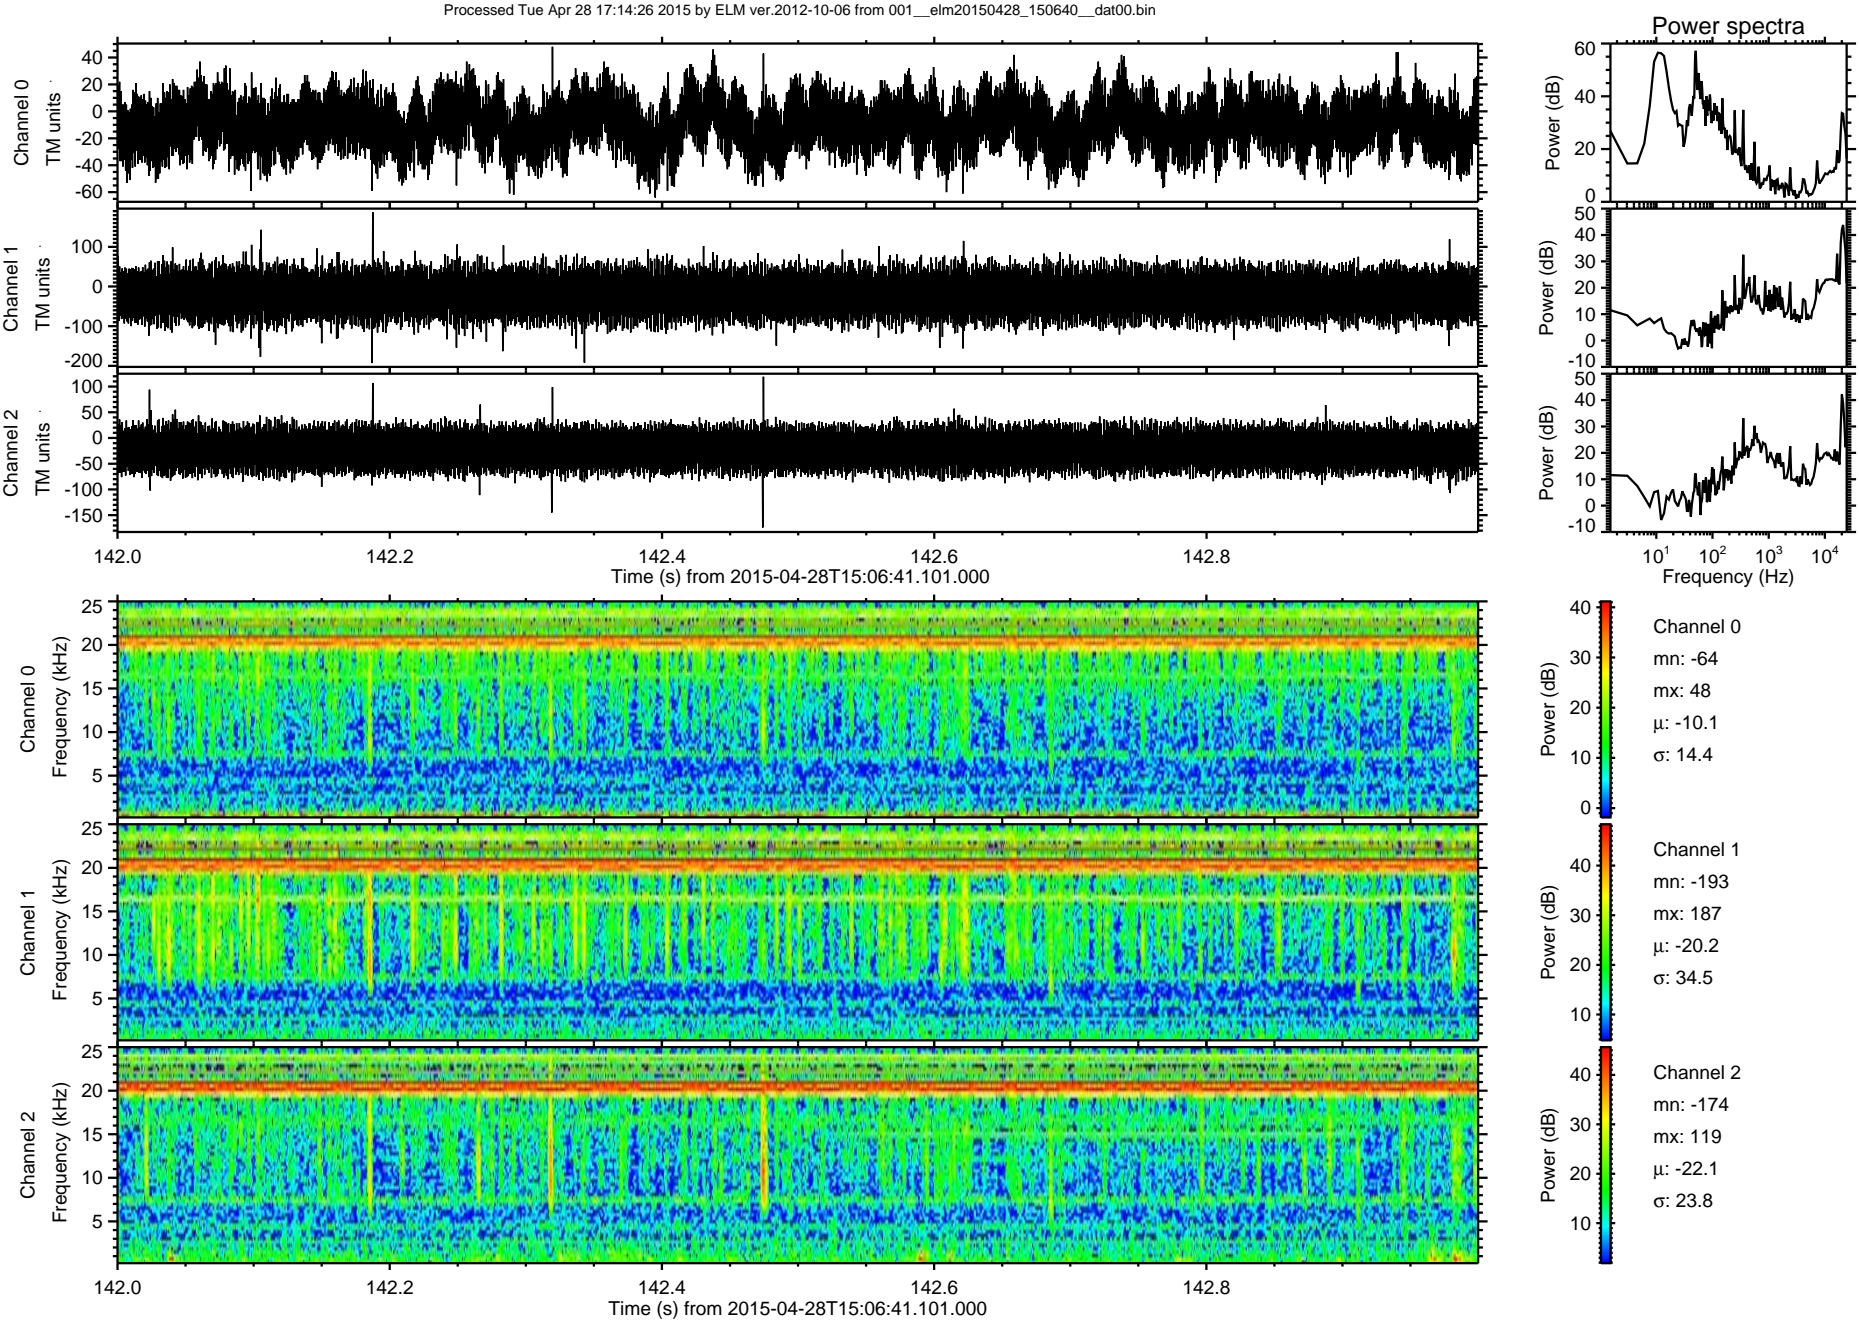 Processed Tue Apr 28 17:14:26 2015 by ELM ver.2012-10-06 from 001__elm20150428_150640__dat00.bin
Power spectra
Channel 0
TM units
40
20
0
-20
-40
-60
Power (dB)
60
40
20
0
Channel 1
TM units
100
0
-100
-200
Power (dB)
50
40
30
20
10
0
-10
Channel 2
TM units
100
50
0
-50
-100
-150
Power (dB)
50
40
30
20
10
0
-10
142.0 142.2 142.4 142.6 142.8
Time (s) from 2015-04-28T15:06:41.101.000
10^1 10^2 10^3 10^4
Frequency (Hz)
Channel 0
Frequency (kHz)
25
20
15
10
5
Power (dB)
40
30
20
10
0
Channel 0
mn: -64
mx: 48
μ: -10.1
σ: 14.4
Channel 1
Frequency (kHz)
25
20
15
10
5
Power (dB)
40
30
20
10
Channel 1
mn: -193
mx: 187
μ: -20.2
σ: 34.5
Channel 2
Frequency (kHz)
25
20
15
10
5
Power (dB)
40
30
20
10
Channel 2
mn: -174
mx: 119
μ: -22.1
σ: 23.8
142.0 142.2 142.4 142.6 142.8
Time (s) from 2015-04-28T15:06:41.101.000